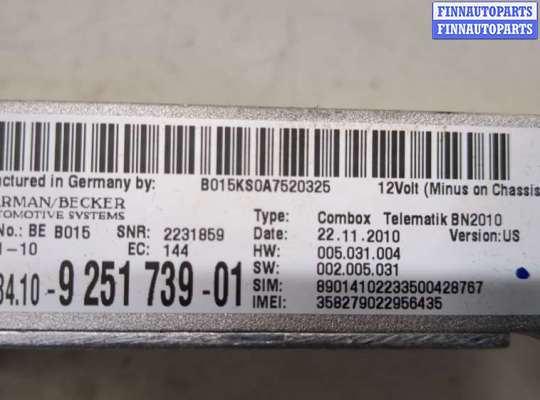 FINNAUTOPARTS
FINNAUTOPARTS
factured in Germany by: B015KS0A7520325 12Volt (Minus on Chassis
ARMAN/BECKER
TOMOTIVE SYSTEMS
No.: BE B015 SNR: 2231859
1-10 EC: 144
84.10- 9 251 739 -01
Type: Combox Telematik BN2010
Date: 22.11.2010 Version: US
HW: 005.031.004
SW: 002.005.031
SIM: 89014102233500428767
IMEI: 358279022956435